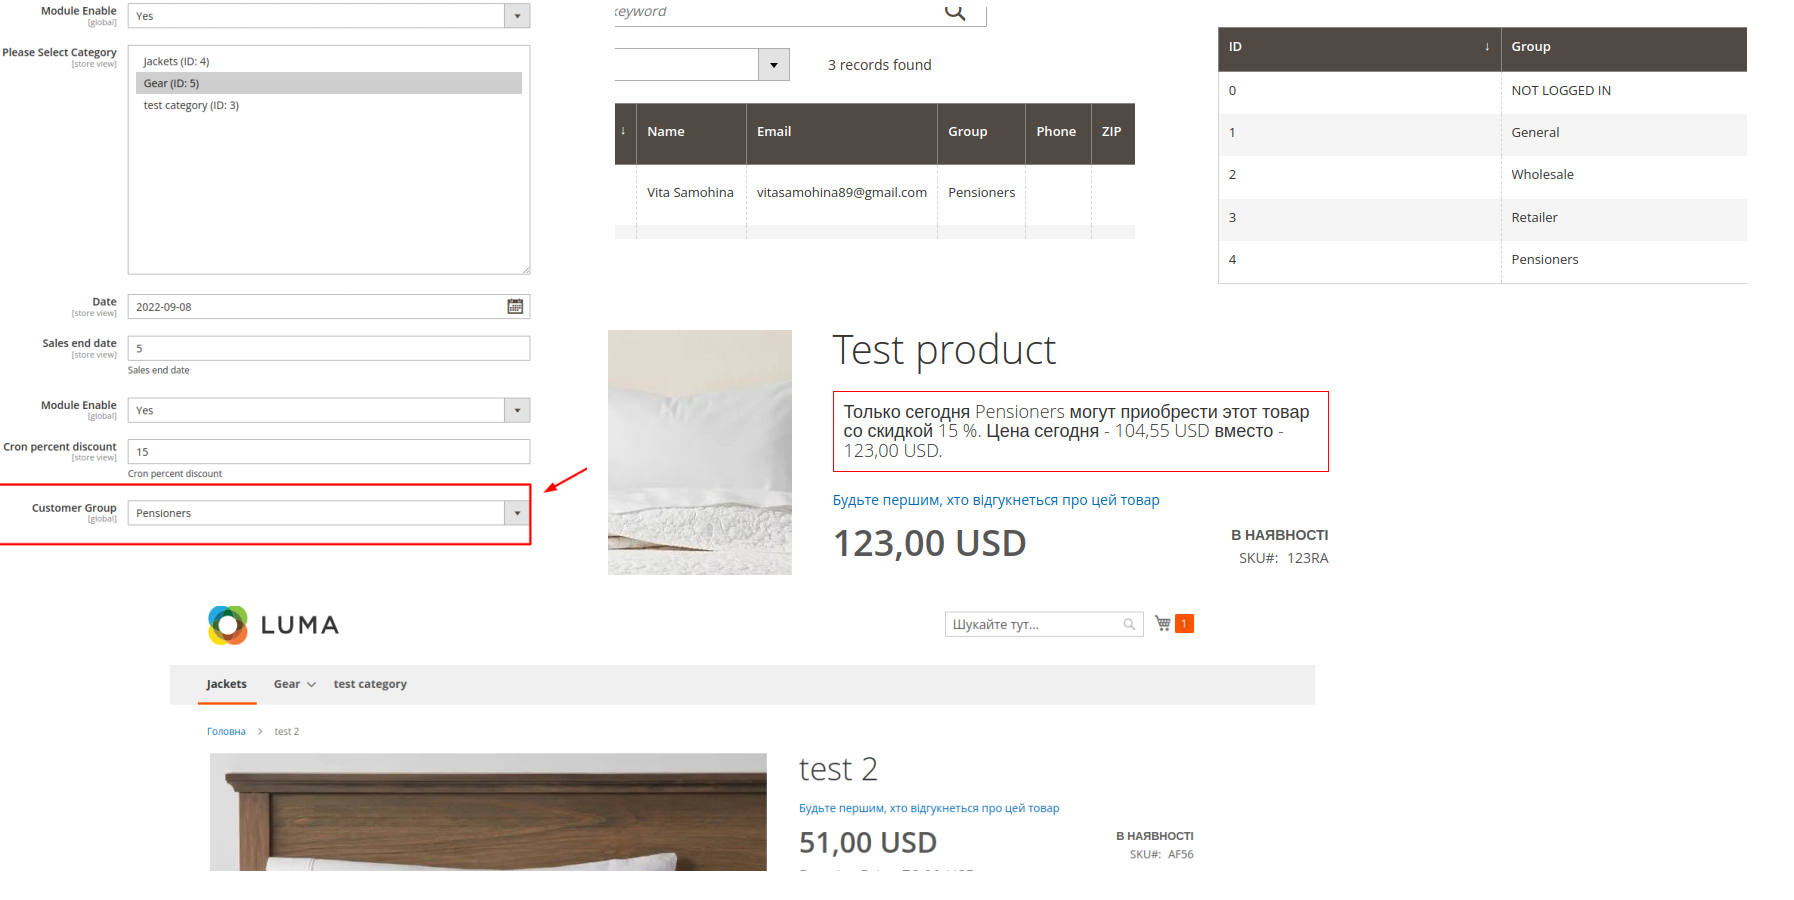 Module Enable
[global]
Yes
Please Select Category
[store view]
Jackets (ID: 4)
Gear (ID: 5)
test category (ID: 3)
Date
[store view]
2022-09-08
Sales end date
[store view]
5
Sales end date
Module Enable
[global]
Yes
Cron percent discount
[store view]
15
Cron percent discount
Customer Group
[global]
Pensioners
keyword
3 records found
↓ Name Email Group Phone ZIP
Vita Samohina vitasamohina89@gmail.com Pensioners
ID ↓ Group
0 NOT LOGGED IN
1 General
2 Wholesale
3 Retailer
4 Pensioners
Test product
Только сегодня Pensioners могут приобрести этот товар
со скидкой 15 %. Цена сегодня - 104,55 USD вместо -
123,00 USD.
Будьте першим, хто відгукнеться про цей товар
123,00 USD
В НАЯВНОСТІ
SKU#: 123RA
LUMA
Шукайте тут...
1
Jackets Gear test category
Головна > test 2
test 2
Будьте першим, хто відгукнеться про цей товар
51,00 USD
В НАЯВНОСТІ
SKU#: AF56